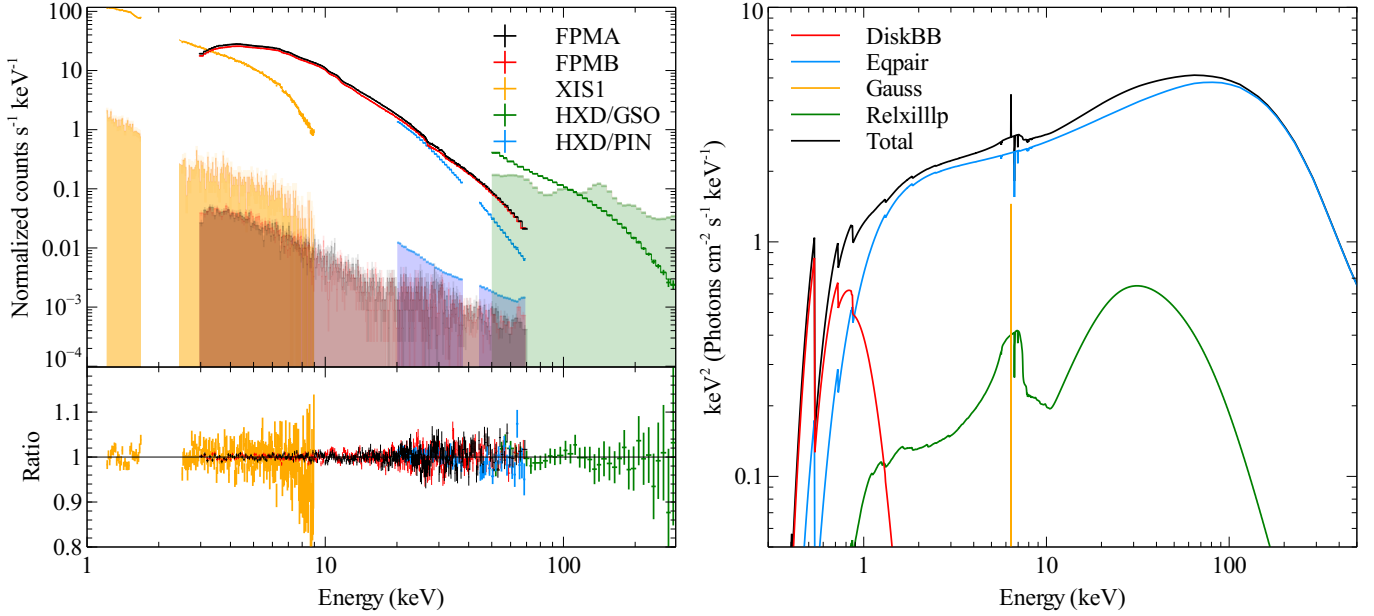 100
10
1
0.1
0.01
10⁻³
10⁻⁴
Normalized counts s⁻¹ keV⁻¹
FPMA
FPMB
XIS1
HXD/GSO
HXD/PIN
1.1
1
0.9
0.8
Ratio
1
10
100
Energy (keV)
10
1
0.1
keV² (Photons cm⁻² s⁻¹ keV⁻¹)
DiskBB
Eqpair
Gauss
Relxilllp
Total
1
10
100
Energy (keV)